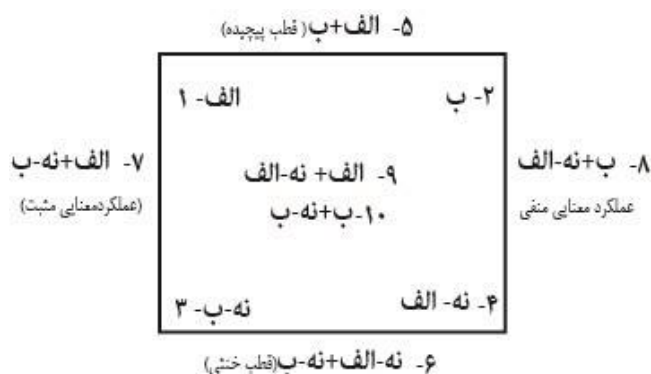 ۵- الف+ب( قطب پیچیده)
۲- ب
الف- ۱
۸- ب+نه-الف
عملکرد معنایی منفی
۹- الف+ نه-الف
۱۰-ب+نه-ب
۷- الف+نه-ب
(عملکردمعنایی مثبت)
۴- نه- الف
نه-ب- ۳
۶- نه-الف+نه-ب(قطب خنثی)